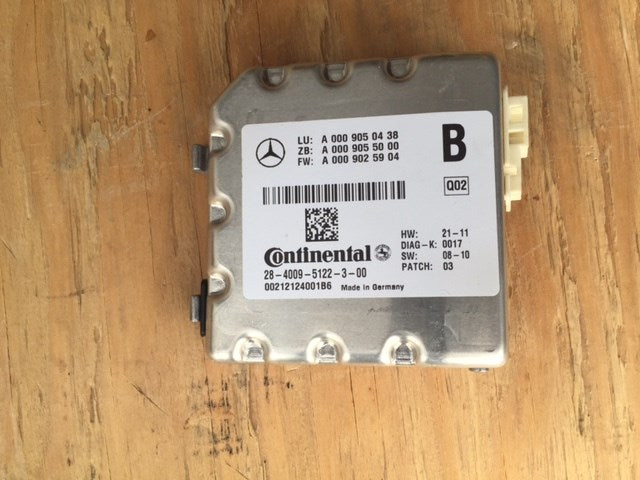 LU: A 000 905 04 38
ZB: A 000 905 50 00
FW: A 000 902 59 04
B
Q02
Continental
28-4009-5122-3-00
00212124001B6 Made in Germany
HW: 21-11
DIAG-K: 0017
SW: 08-10
PATCH: 03